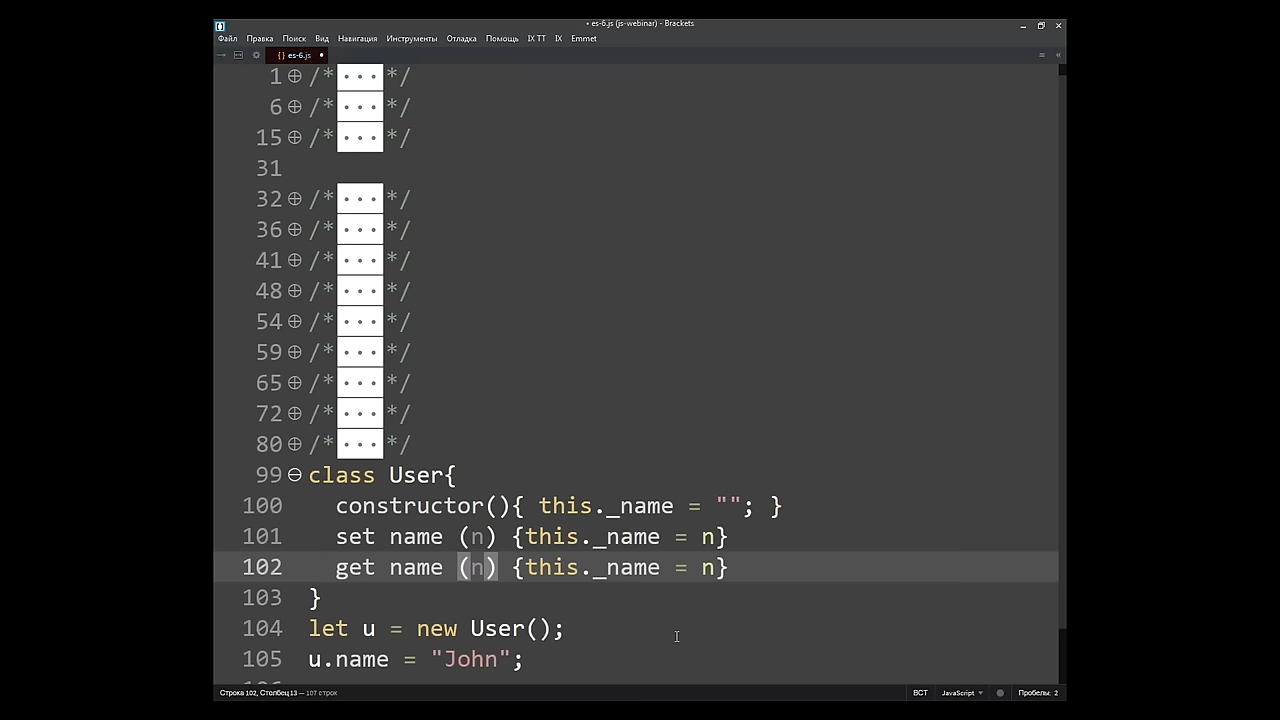 • es-6.js (js-webinar) - Brackets
Файл Правка Поиск Вид Навигация Инструменты Отладка Помощь IX TT IX Emmet
{ } es-6.js •
1 /* ... */
6 /* ... */
15 /* ... */
31
32 /* ... */
36 /* ... */
41 /* ... */
48 /* ... */
54 /* ... */
59 /* ... */
65 /* ... */
72 /* ... */
80 /* ... */
99 class User{
100 constructor(){ this._name = ""; }
101 set name (n) {this._name = n}
102 get name (n) {this._name = n}
103 }
104 let u = new User();
105 u.name = "John";
Строка 102, Столбец 13 — 107 строк ВСТ JavaScript Пробелы: 2